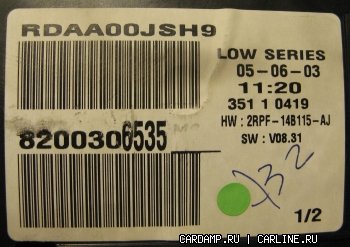 RDAA00JSH9
LOW SERIES
05-06-03
11:20
351 1 0419
HW : 2RPF-14B115-AJ
SW : V08.31
8200306535
1/2
CARDAMP.RU | CARLINE.RU